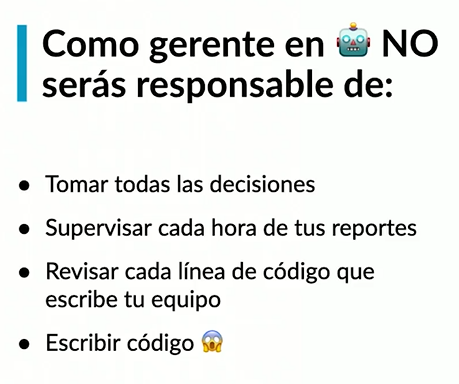 Como gerente en 🤖 NO
serás responsable de:
● Tomar todas las decisiones
● Supervisar cada hora de tus reportes
● Revisar cada línea de código que
escribe tu equipo
● Escribir código 😱